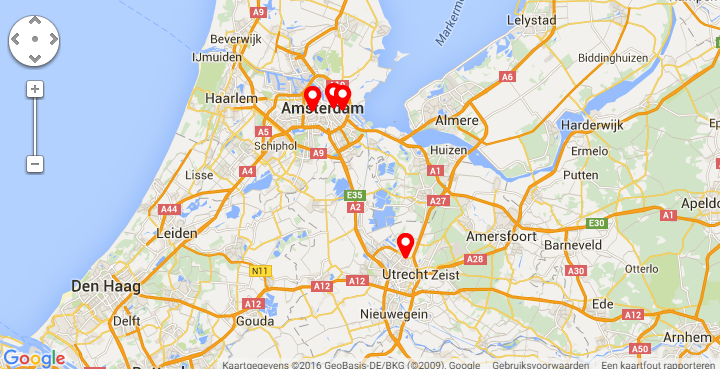 A9
Lelystad
Beverwijk
Markerme
Biddinghuizen
IJmuiden
A6
A10
Haarlem
Amsterdam
Almere
Harderwijk
A5
Schiphol
A9
Huizen
Ermelo
A4
Lisse
A1
Putten
E35
A2
A27
Apeldo
A44
E30
A1
Leiden
Amersfoort
Barneveld
A28
N11
A30
Otterlo
Utrecht
Zeist
Den Haag
A12
A12
A12
Ede
Delft
Gouda
Nieuwegein
A12
Arnhem
A50
Google
Kaartgegevens ©2016 GeoBasis-DE/BKG (©2009), Google
Gebruiksvoorwaarden
Een kaartfout rapporteren